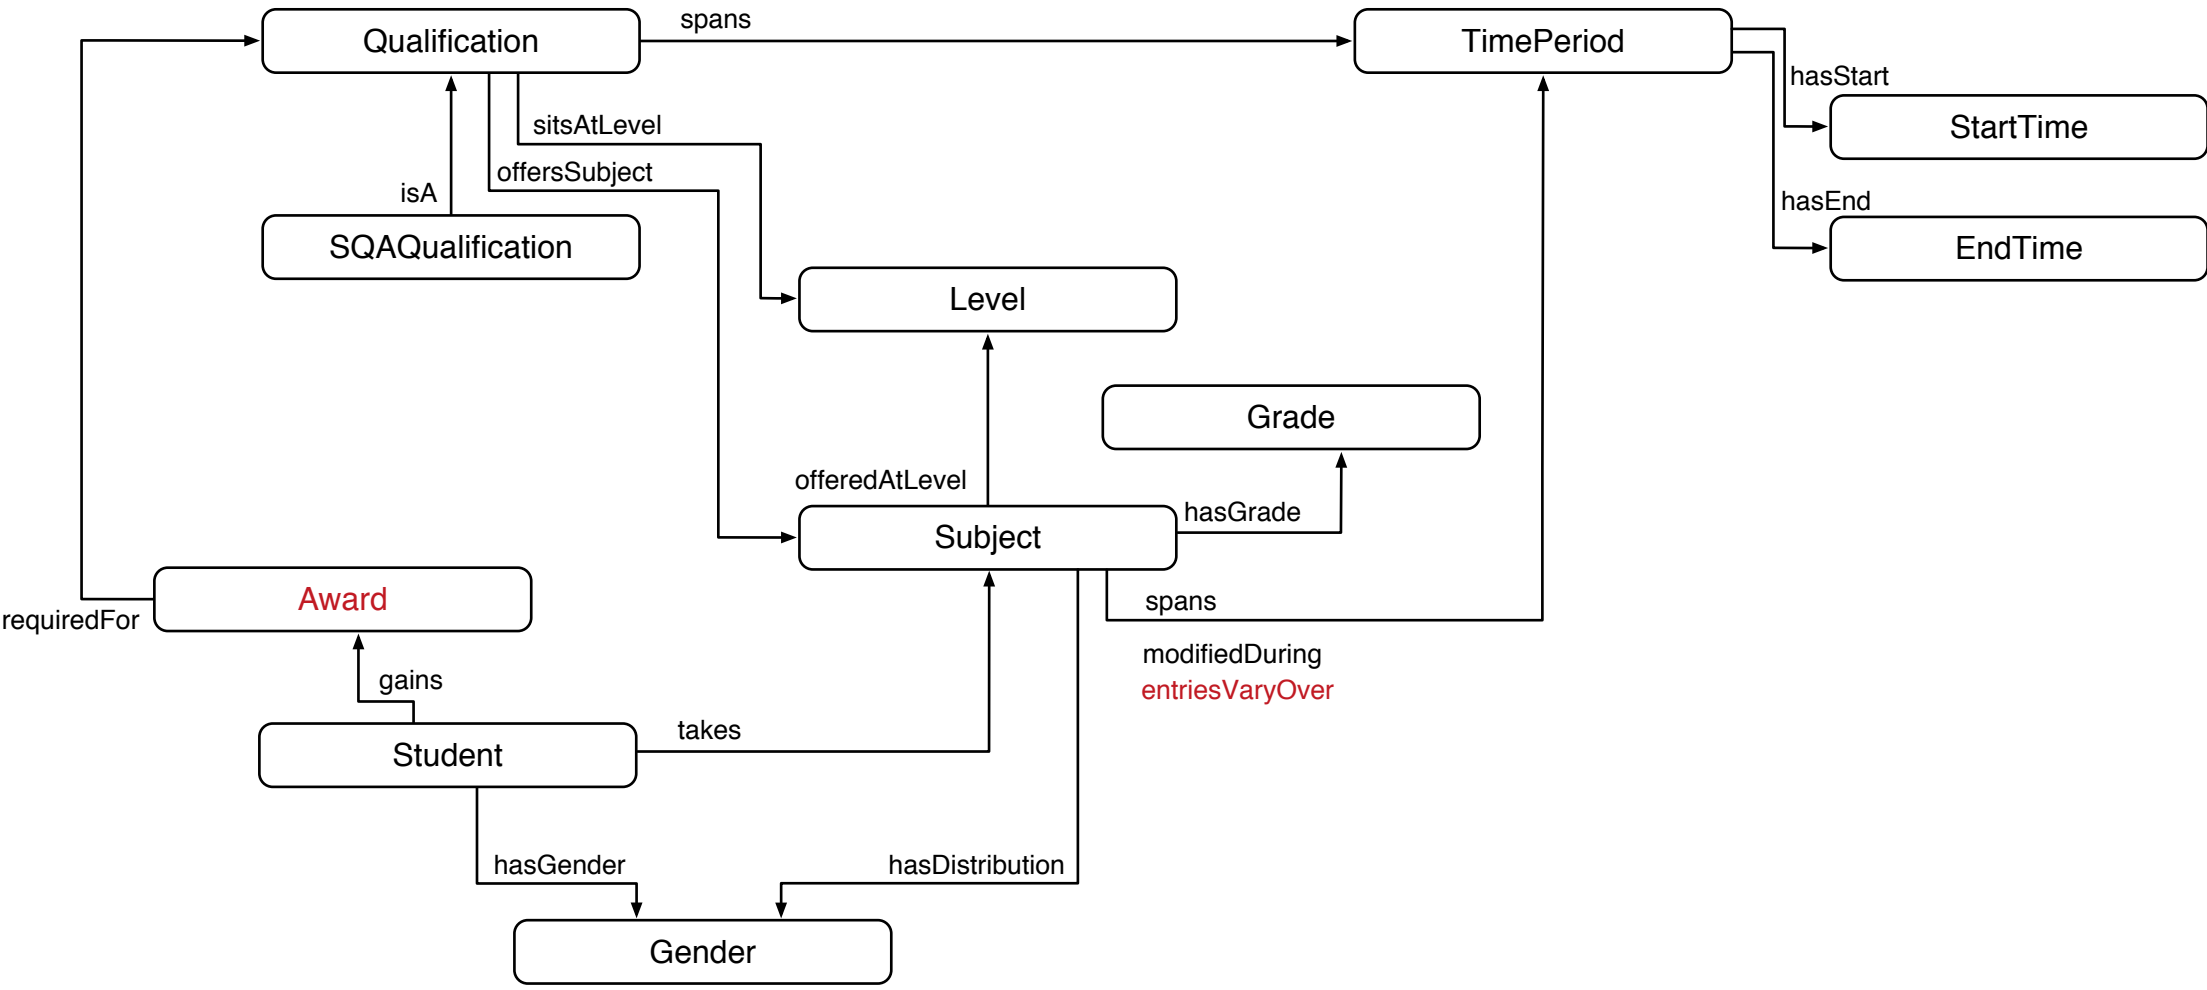 spans
Qualification
TimePeriod
hasStart
sitsAtLevel
StartTime
offersSubject
isA
hasEnd
SQAQualification
EndTime
Level
Grade
offeredAtLevel
hasGrade
Subject
Award
spans
requiredFor
modifiedDuring
gains
entriesVaryOver
takes
Student
hasGender
hasDistribution
Gender